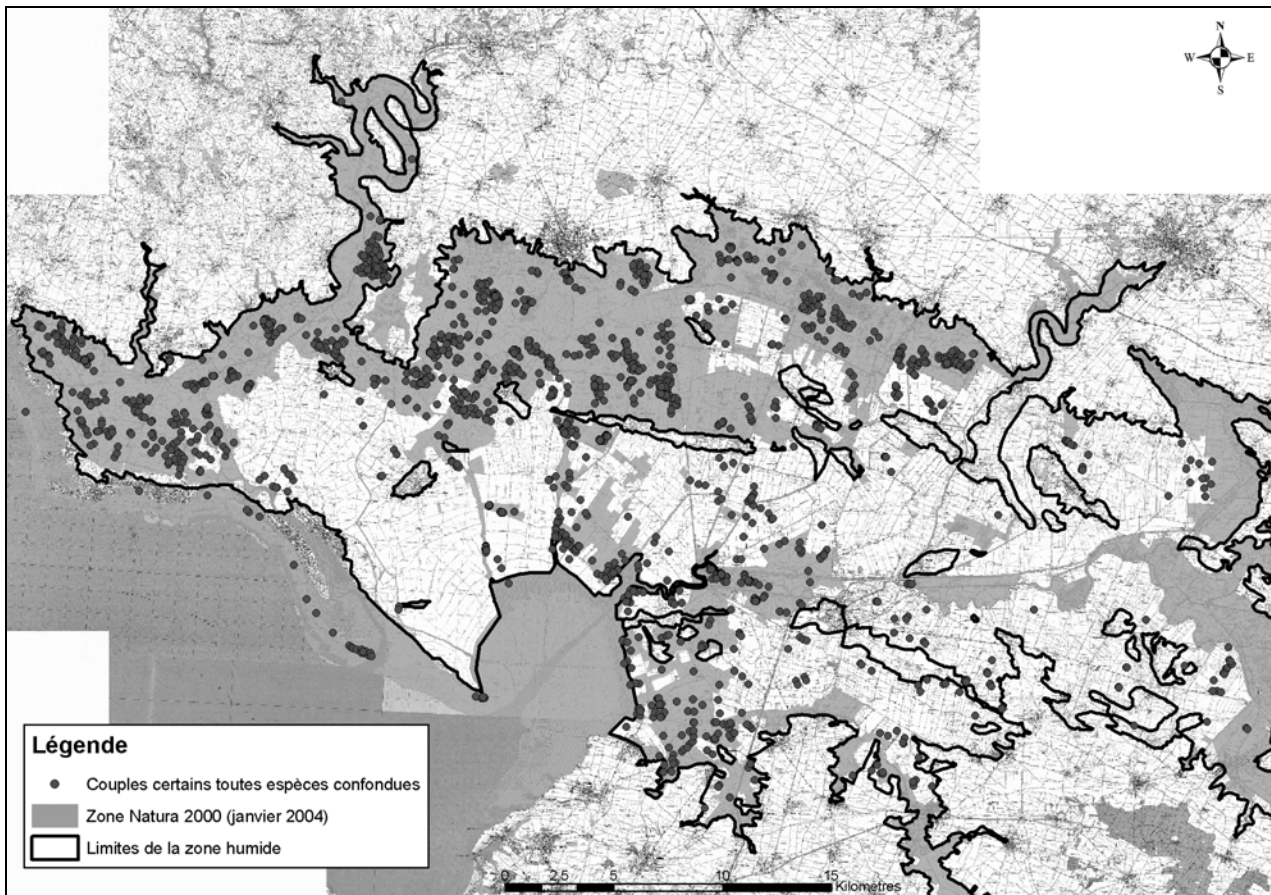 N
W E
S
Légende
Couples certains toutes espèces confondues
Zone Natura 2000 (janvier 2004)
Limites de la zone humide
0 2,5 5 10 15
Kilomètres